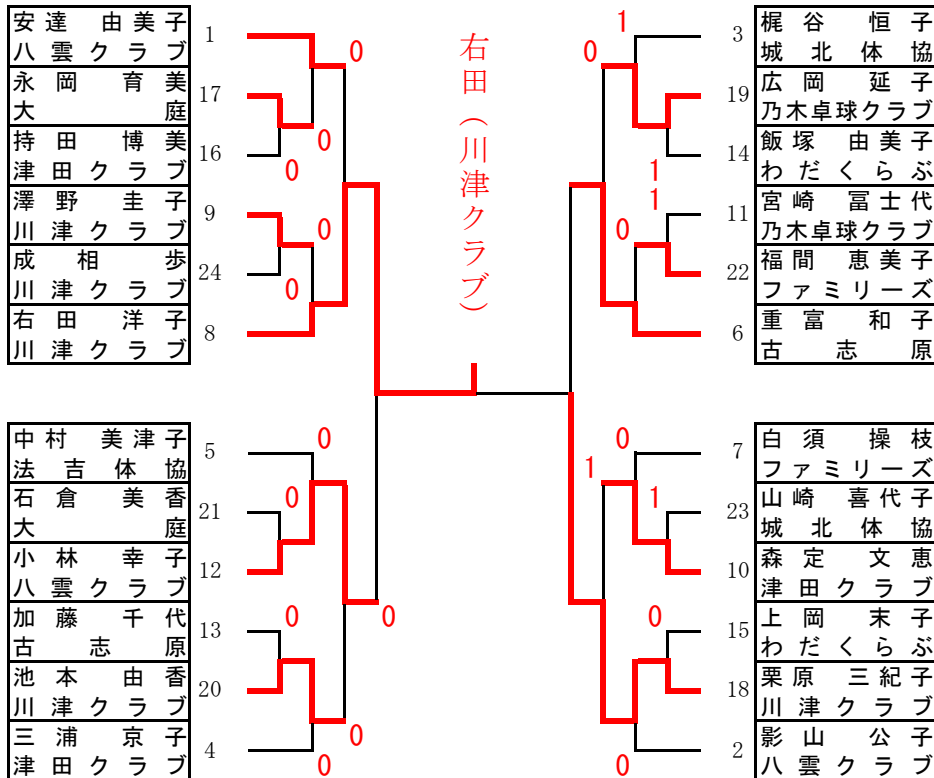 安達 由美子
八雲クラブ
1
0
永岡 育美
大庭
17
0
持田 博美
津田クラブ
16
0
澤野 圭子
川津クラブ
9
0
成相 歩
川津クラブ
24
0
右田 洋子
川津クラブ
8
右田（川津クラブ）
1
3
梶谷 恒子
城北体協
0
19
広岡 延子
乃木卓球クラブ
14
飯塚 由美子
わだくらぶ
1
1
11
宮崎 冨士代
乃木卓球クラブ
0
22
福間 恵美子
ファミリーズ
6
重富 和子
古志原
中村 美津子
法吉体協
5
0
石倉 美香
大庭
21
0
小林 幸子
八雲クラブ
12
加藤 千代
古志原
13
0
0
池本 由香
川津クラブ
20
三浦 京子
津田クラブ
4
0
0
0
7
白須 操枝
ファミリーズ
1
1
23
山崎 喜代子
城北体協
10
森定 文恵
津田クラブ
0
15
上岡 末子
わだくらぶ
18
栗原 三紀子
川津クラブ
0
2
影山 公子
八雲クラブ